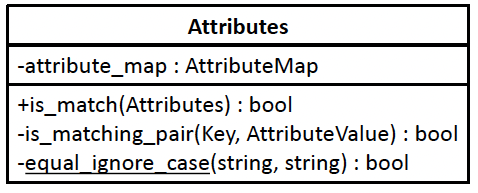 Attributes
-attribute_map : AttributeMap
+is_match(Attributes) : bool
-is_matching_pair(Key, AttributeValue) : bool
-equal_ignore_case(string, string) : bool